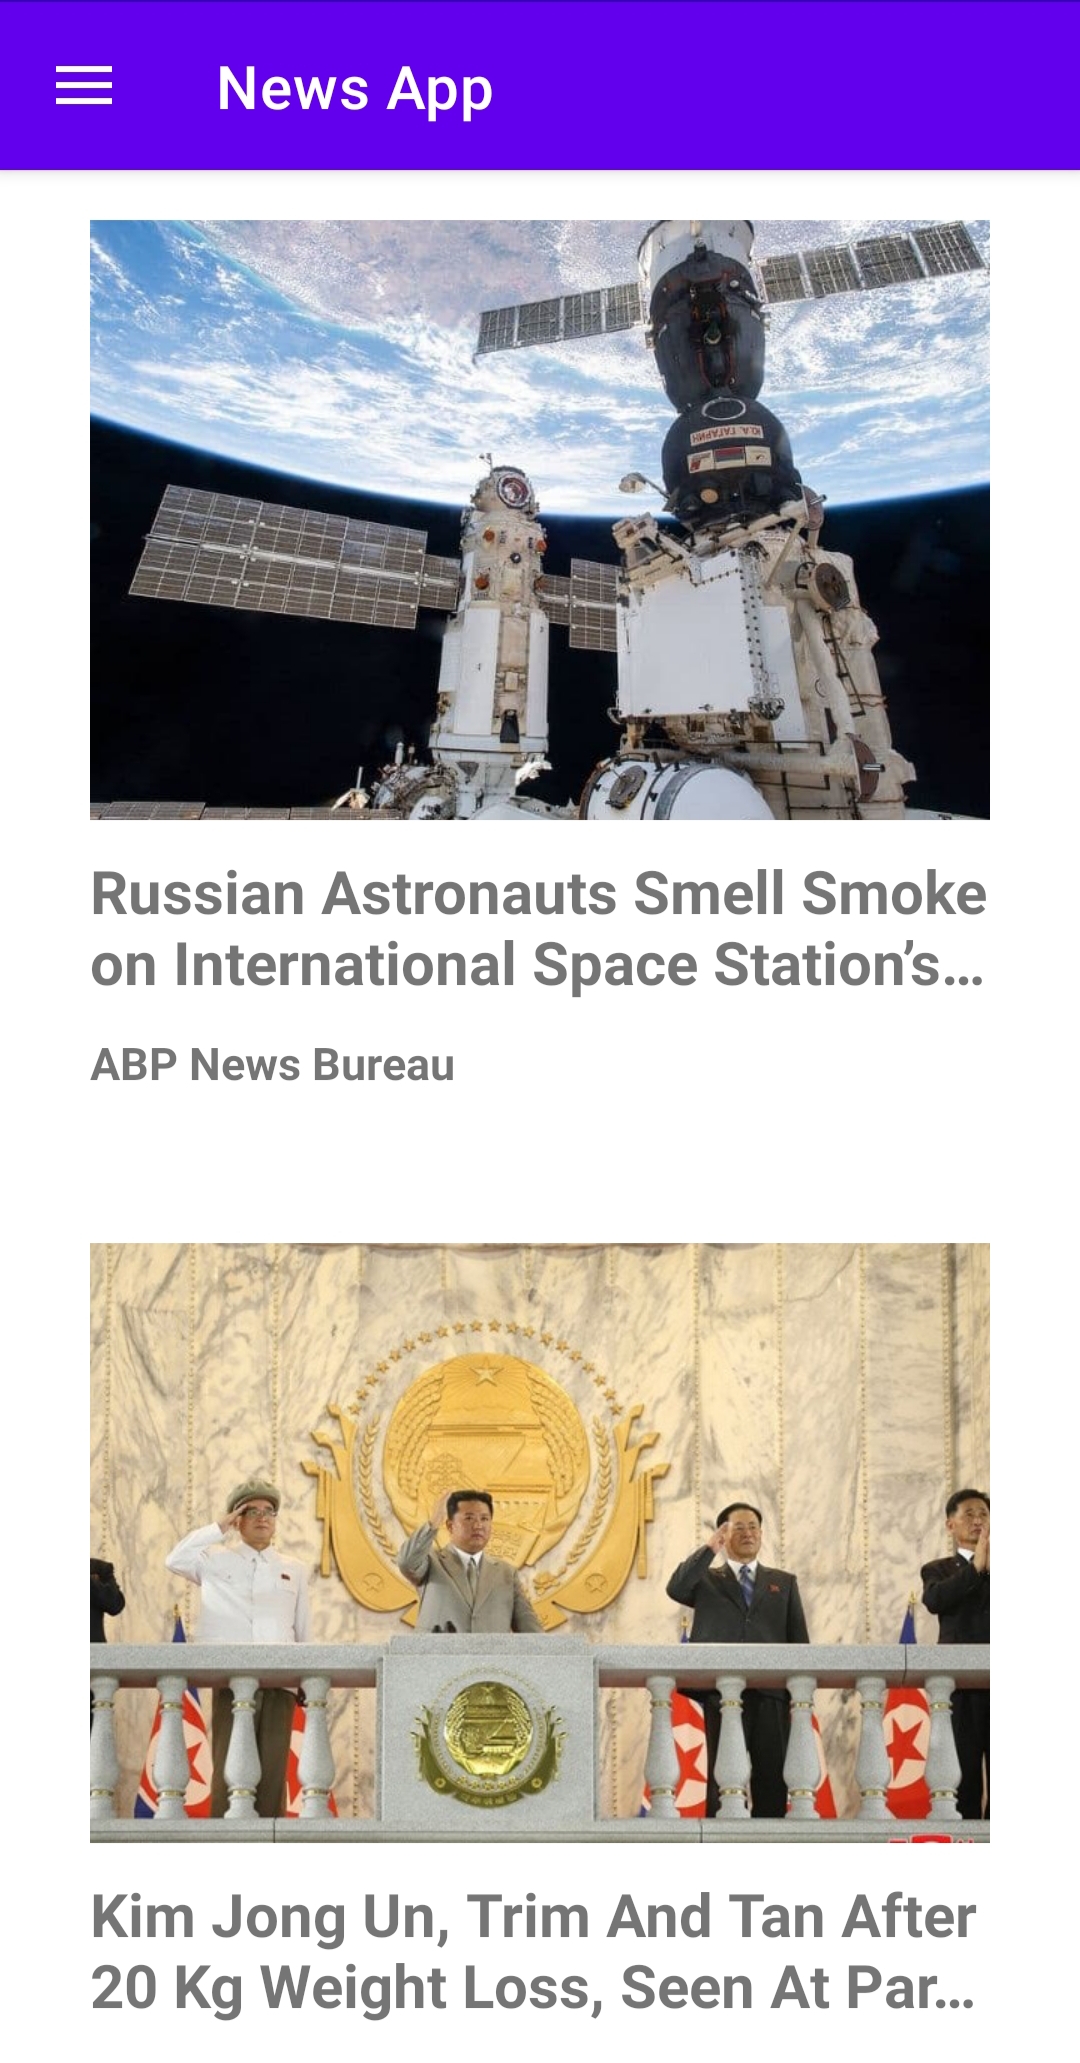 News App
Ю.А. ГАГАРИН
Russian Astronauts Smell Smoke
on International Space Station’s...
ABP News Bureau
Kim Jong Un, Trim And Tan After
20 Kg Weight Loss, Seen At Par...